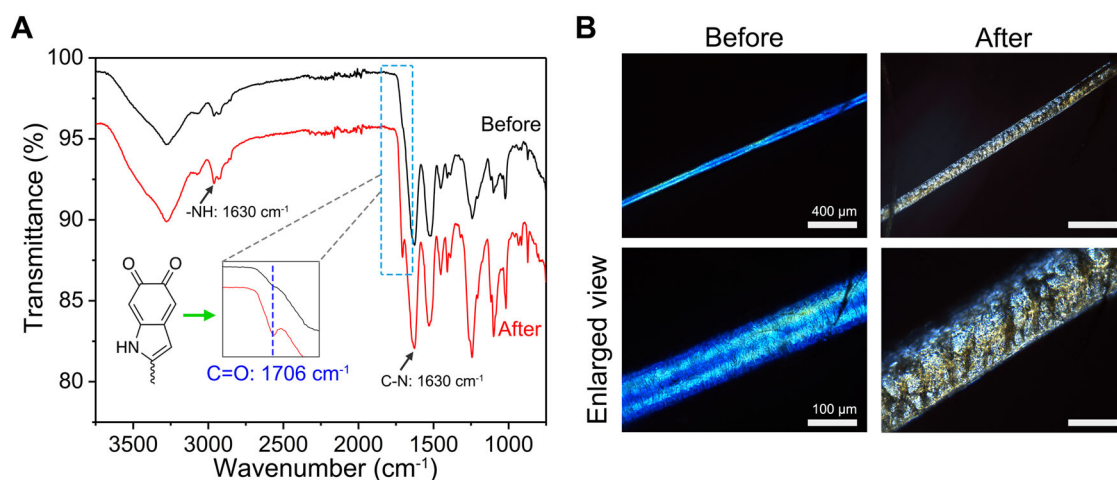 A
Transmittance (%)
100
95
90
85
80
3500
3000
2500
2000
1500
1000
Wavenumber (cm⁻¹)
Before
After
-NH: 1630 cm⁻¹
C=O: 1706 cm⁻¹
C-N: 1630 cm⁻¹
O
O
HN
B
Before
After
400 µm
Enlarged view
100 µm